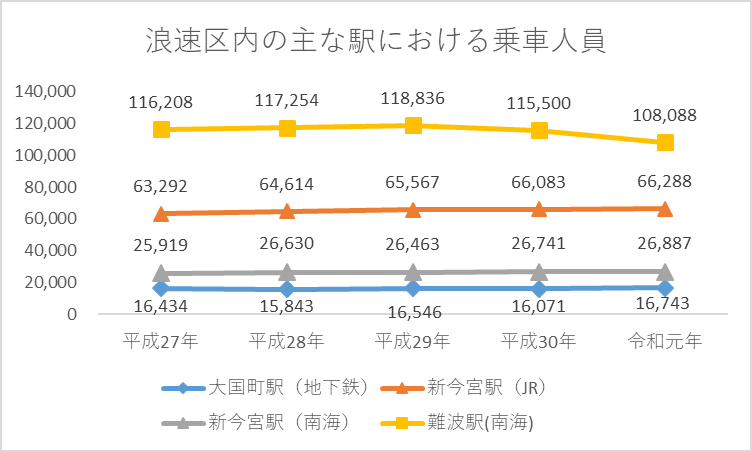 浪速区内の主な駅における乗車人員
140,000
120,000
100,000
80,000
60,000
40,000
20,000
0
116,208 117,254 118,836 115,500 108,088
63,292 64,614 65,567 66,083 66,288
25,919 26,630 26,463 26,741 26,887
16,434 15,843 16,546 16,071 16,743
平成27年 平成28年 平成29年 平成30年 令和元年
大国町駅（地下鉄） 新今宮駅（JR）
新今宮駅（南海） 難波駅(南海)